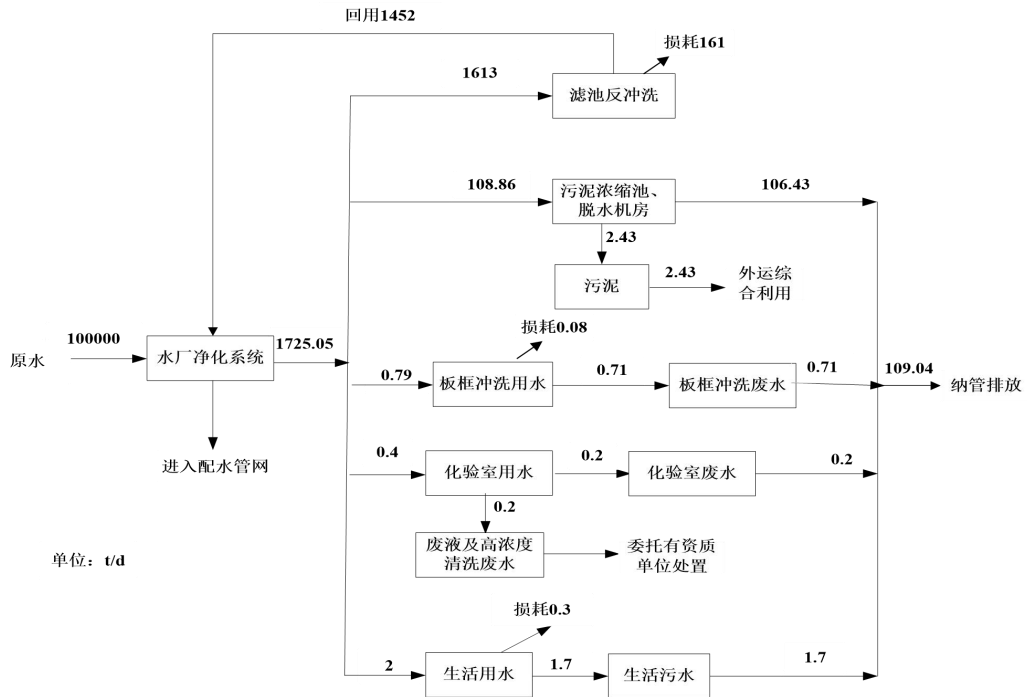 回用1452
损耗161
1613
滤池反冲洗
108.86
污泥浓缩池、
脱水机房
106.43
2.43
污泥
2.43
外运综
合利用
原水
100000
水厂净化系统
1725.05
进入配水管网
损耗0.08
0.79
板框冲洗用水
0.71
板框冲洗废水
0.71
109.04
纳管排放
0.4
化验室用水
0.2
化验室废水
0.2
0.2
废液及高浓度
清洗废水
委托有资质
单位处置
单位：t/d
损耗0.3
2
生活用水
1.7
生活污水
1.7